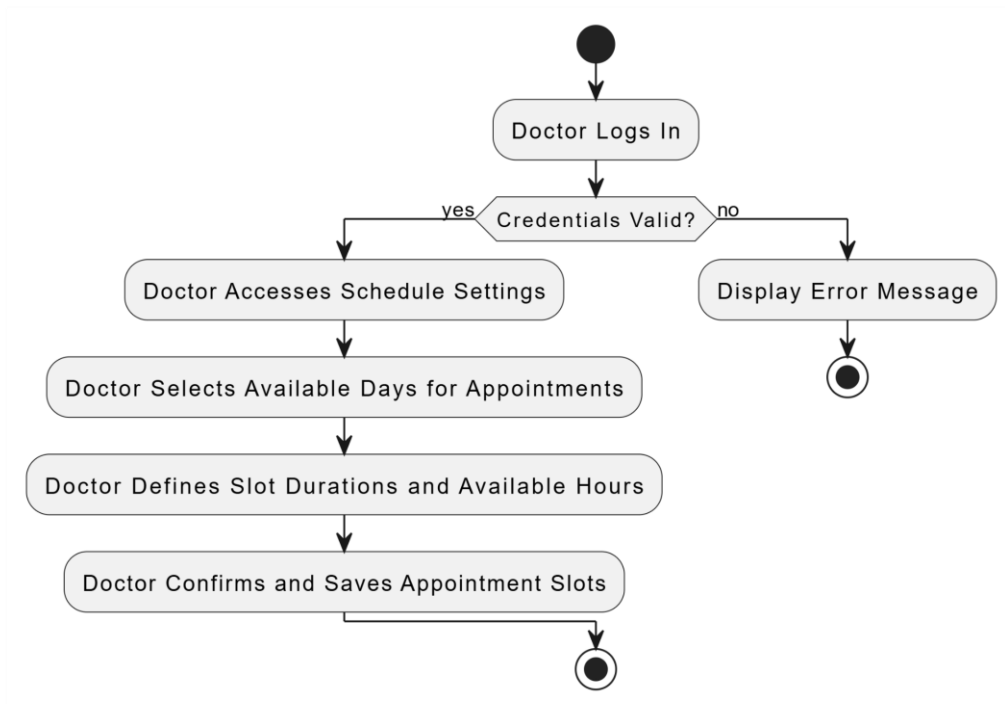 Doctor Logs In
yes
Credentials Valid?
no
Doctor Accesses Schedule Settings
Display Error Message
Doctor Selects Available Days for Appointments
Doctor Defines Slot Durations and Available Hours
Doctor Confirms and Saves Appointment Slots